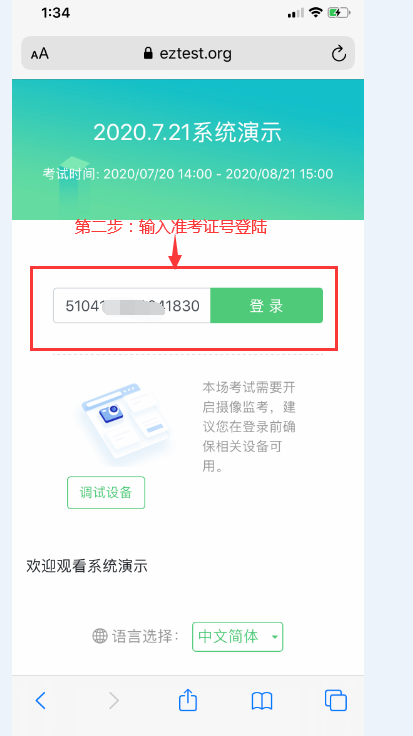 1:34
AA
eztest.org
2020.7.21系统演示
考试时间: 2020/07/20 14:00 - 2020/08/21 15:00
第二步：输入准考证号登陆
登 录
本场考试需要开
启摄像监考，建
议您在登录前确
保相关设备可
用。
调试设备
欢迎观看系统演示
语言选择：
中文简体